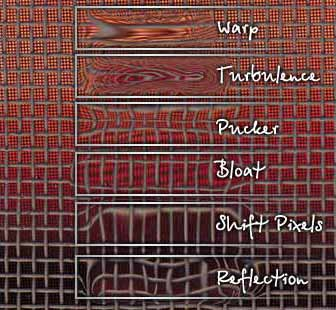 Warp
Turbulence
Pucker
Bloat
Shift Pixels
Reflection